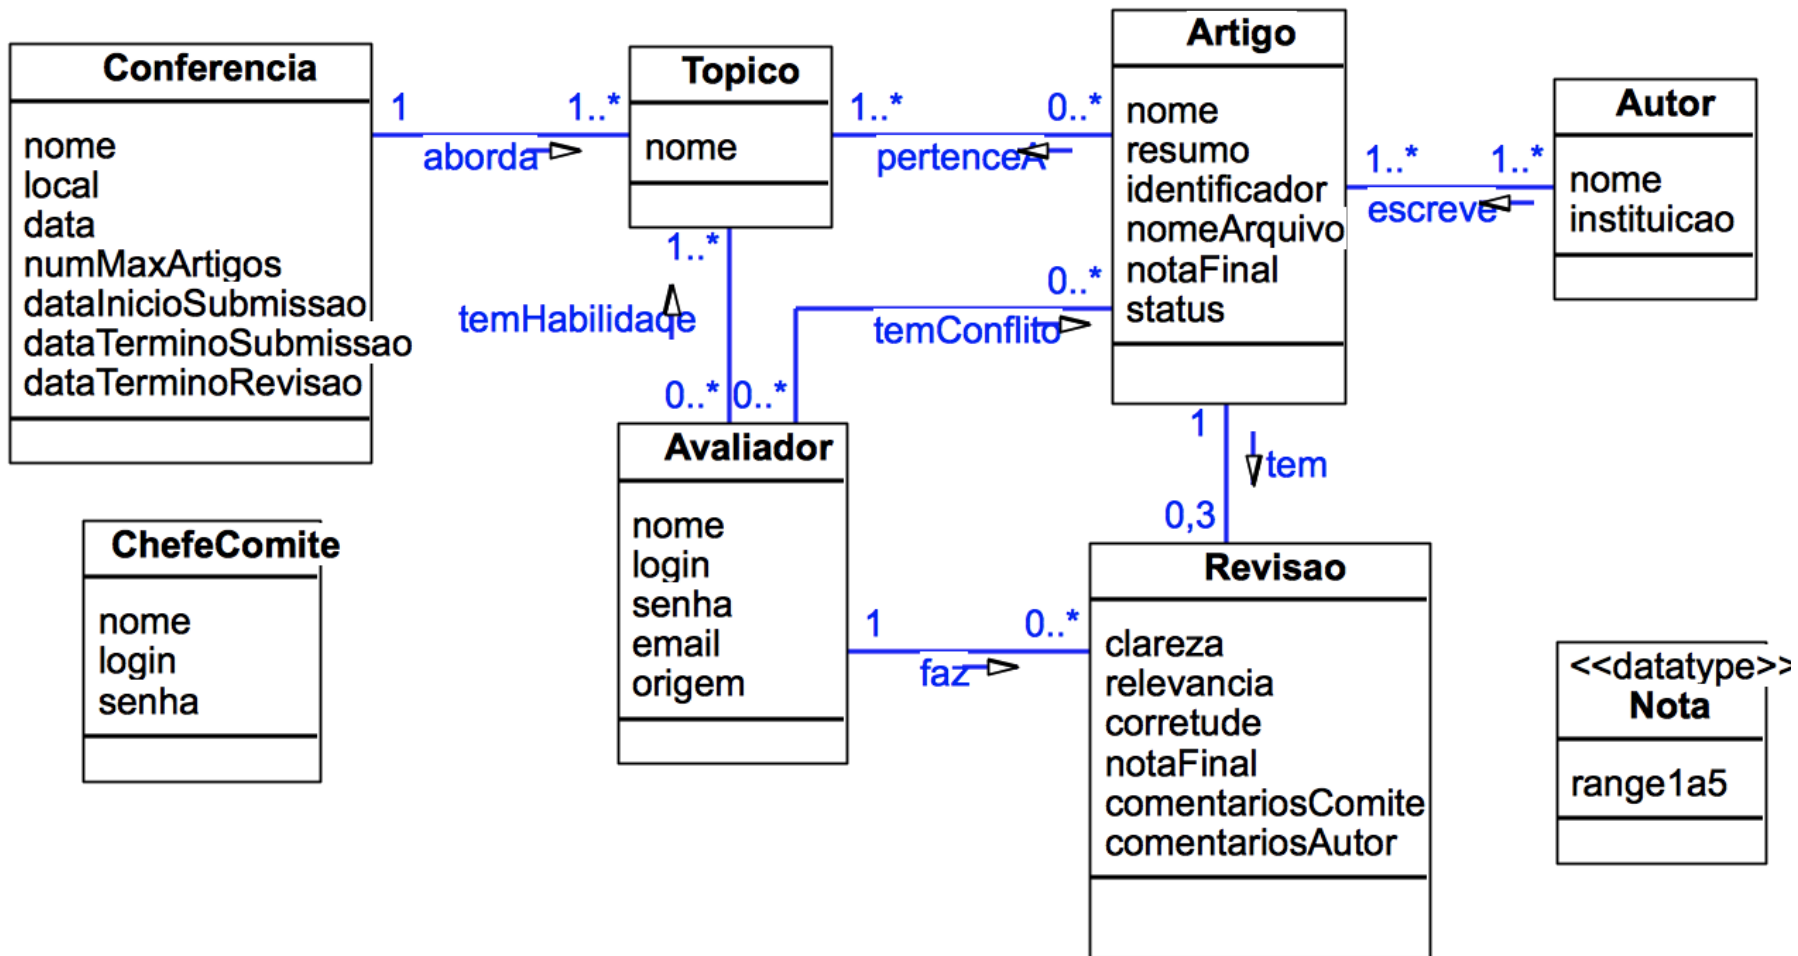 Conferencia
nome
local
data
numMaxArtigos
dataInicioSubmissao
dataTerminoSubmissao
dataTerminoRevisao
1
1..*
aborda
Topico
nome
1..*
0..*
pertenceA
Artigo
nome
resumo
identificador
nomeArquivo
notaFinal
status
1..*
1..*
escreve
Autor
nome
instituicao
1..*
temHabilidade
0..*
0..*
0..*
temConflito
1
tem
0,3
ChefeComite
nome
login
senha
Avaliador
nome
login
senha
email
origem
1
0..*
faz
Revisao
clareza
relevancia
corretude
notaFinal
comentariosComite
comentariosAutor
<<datatype>>
Nota
range1a5